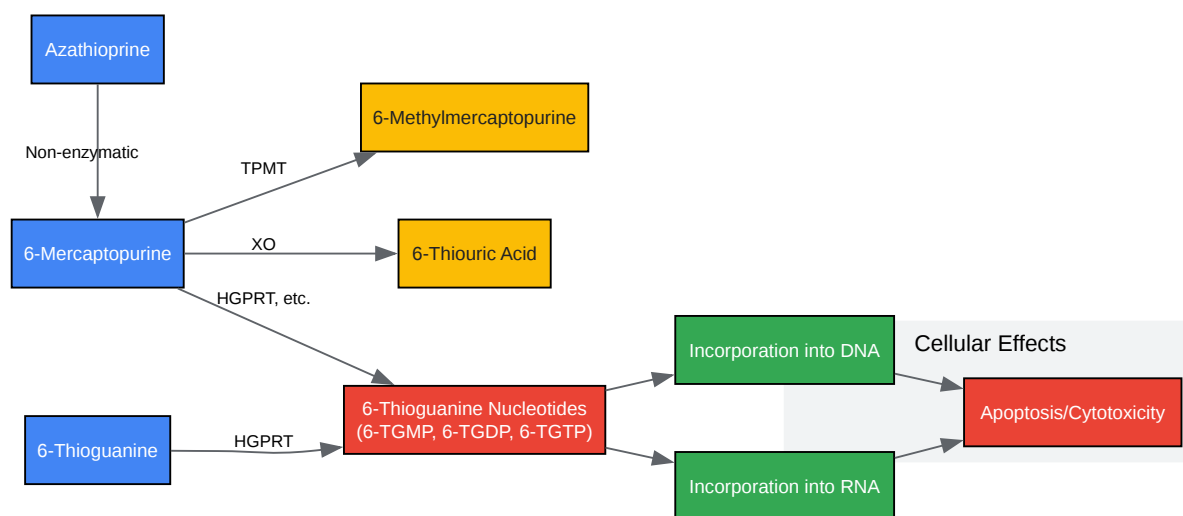 Azathioprine
Non-enzymatic
6-Methylmercaptopurine
TPMT
6-Mercaptopurine
XO
6-Thiouric Acid
HGPRT, etc.
Incorporation into DNA
Cellular Effects
6-Thioguanine Nucleotides
(6-TGMP, 6-TGDP, 6-TGTP)
Apoptosis/Cytotoxicity
6-Thioguanine
HGPRT
Incorporation into RNA